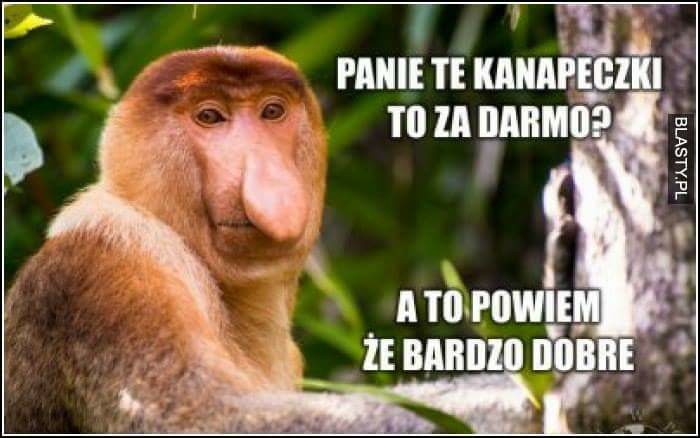 PANIE TE KANAPECZKI
TO ZA DARMO?
BLASTY.PL
A TO POWIEM
ŻE BARDZO DOBRE